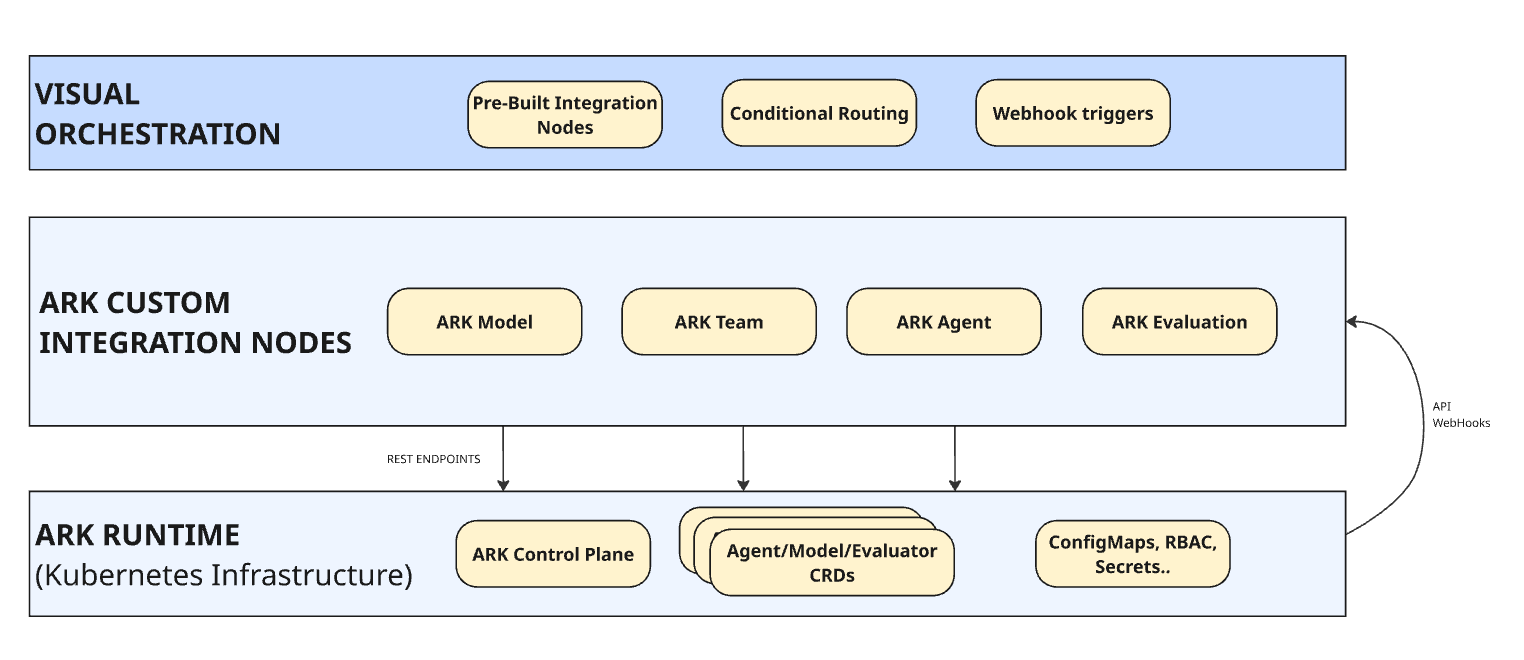 VISUAL
ORCHESTRATION
Pre-Built Integration
Nodes
Conditional Routing
Webhook triggers
ARK CUSTOM
INTEGRATION NODES
ARK Model
ARK Team
ARK Agent
ARK Evaluation
API
WebHooks
REST ENDPOINTS
ARK RUNTIME
(Kubernetes Infrastructure)
ARK Control Plane
Agent/Model/Evaluator
CRDs
ConfigMaps, RBAC,
Secrets..